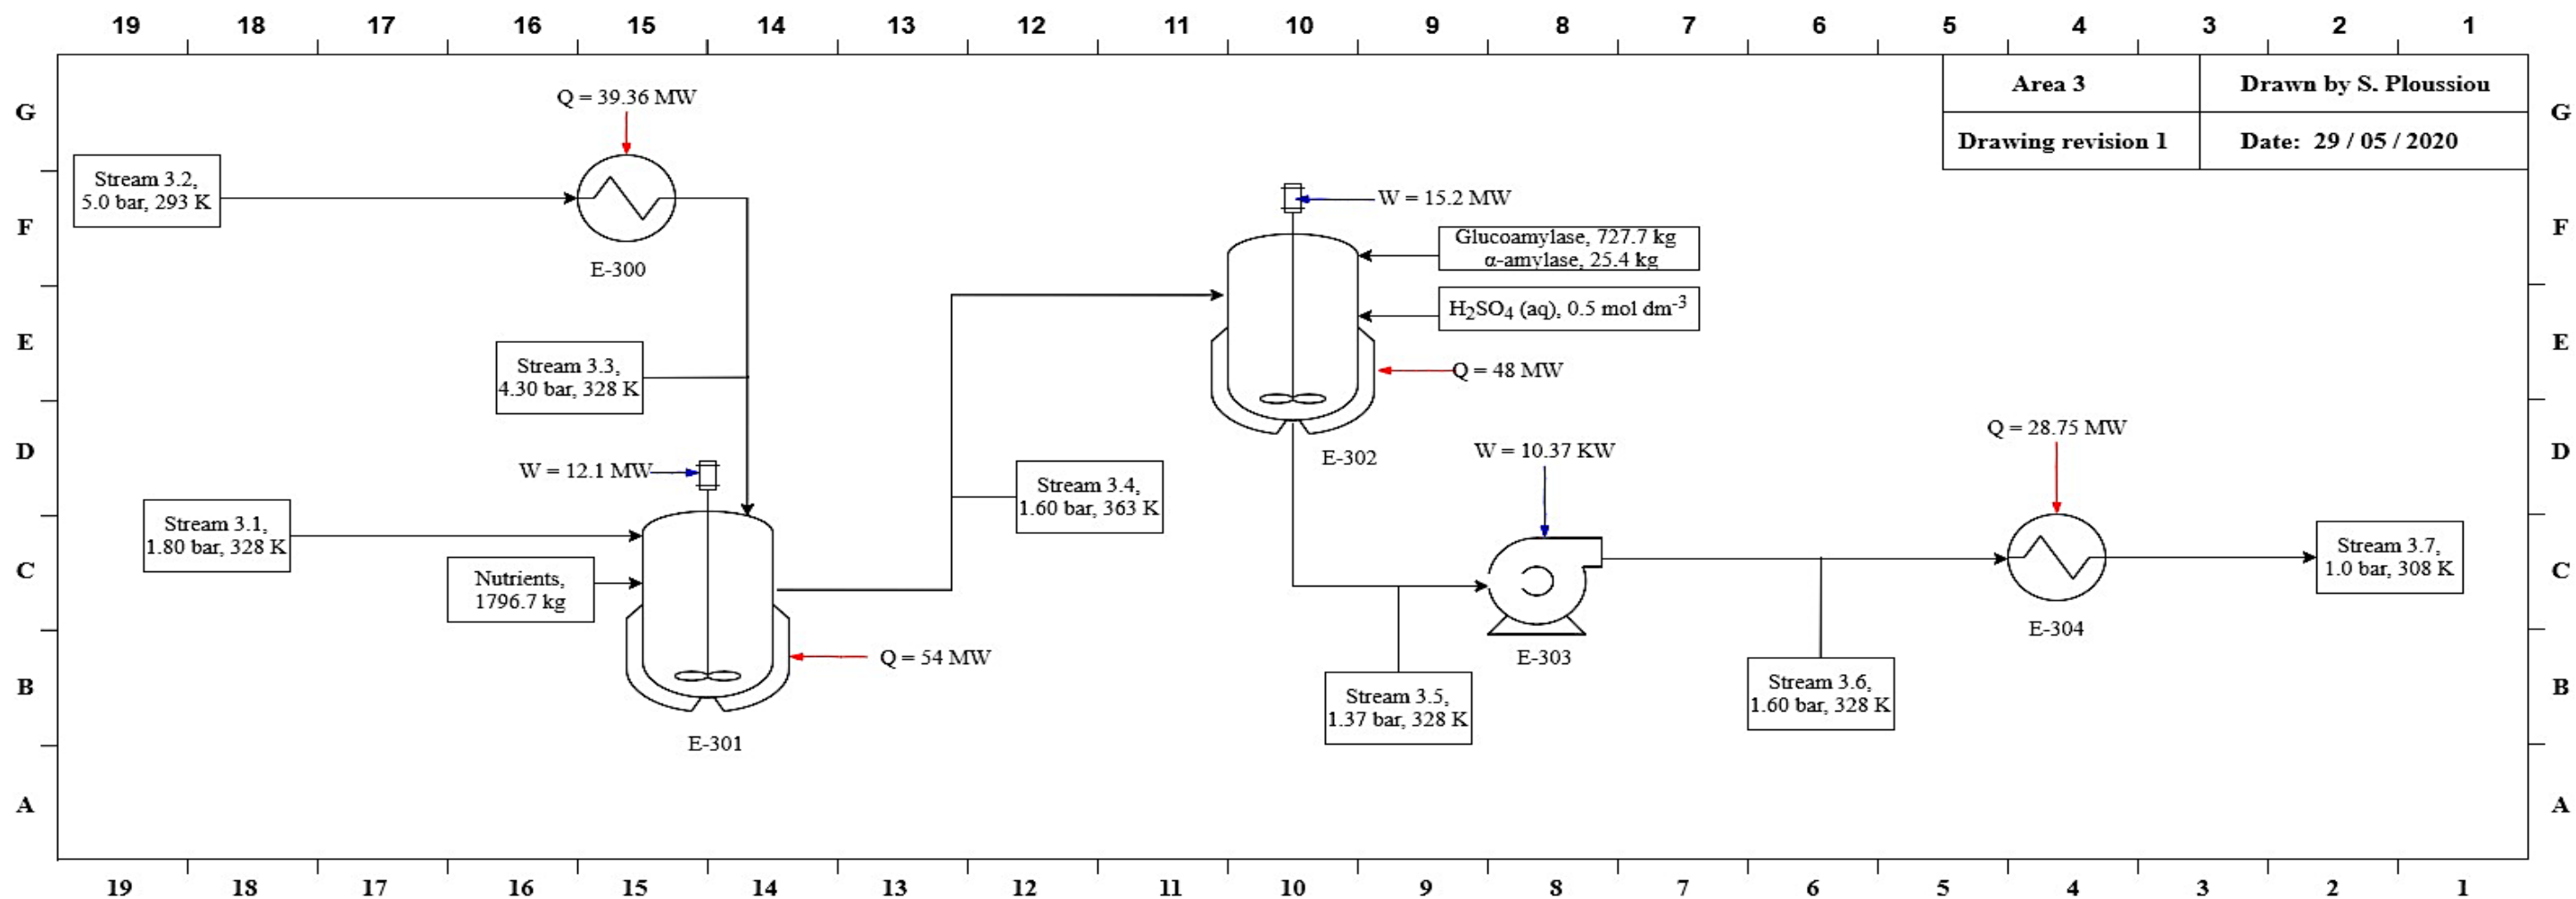 19 18 17 16 15 14 13 12 11 10 9 8 7 6 5 4 3 2 1
G G
Area 3 Drawn by S. Ploussiou
Drawing revision 1 Date: 29 / 05 / 2020
Q = 39.36 MW
Stream 3.2,
5.0 bar, 293 K
E-300
F F
W = 15.2 MW
Glucoamylase, 727.7 kg
α-amylase, 25.4 kg
H₂SO₄ (aq), 0.5 mol dm⁻³
E E
Stream 3.3,
4.30 bar, 328 K
Q = 48 MW
E-302
D D
W = 12.1 MW
Stream 3.4,
1.60 bar, 363 K
W = 10.37 KW
Q = 28.75 MW
Stream 3.1,
1.80 bar, 328 K
C C
Nutrients,
1796.7 kg
Stream 3.7,
1.0 bar, 308 K
E-304
Q = 54 MW
E-303
B B
Stream 3.5,
1.37 bar, 328 K
Stream 3.6,
1.60 bar, 328 K
E-301
A A
19 18 17 16 15 14 13 12 11 10 9 8 7 6 5 4 3 2 1